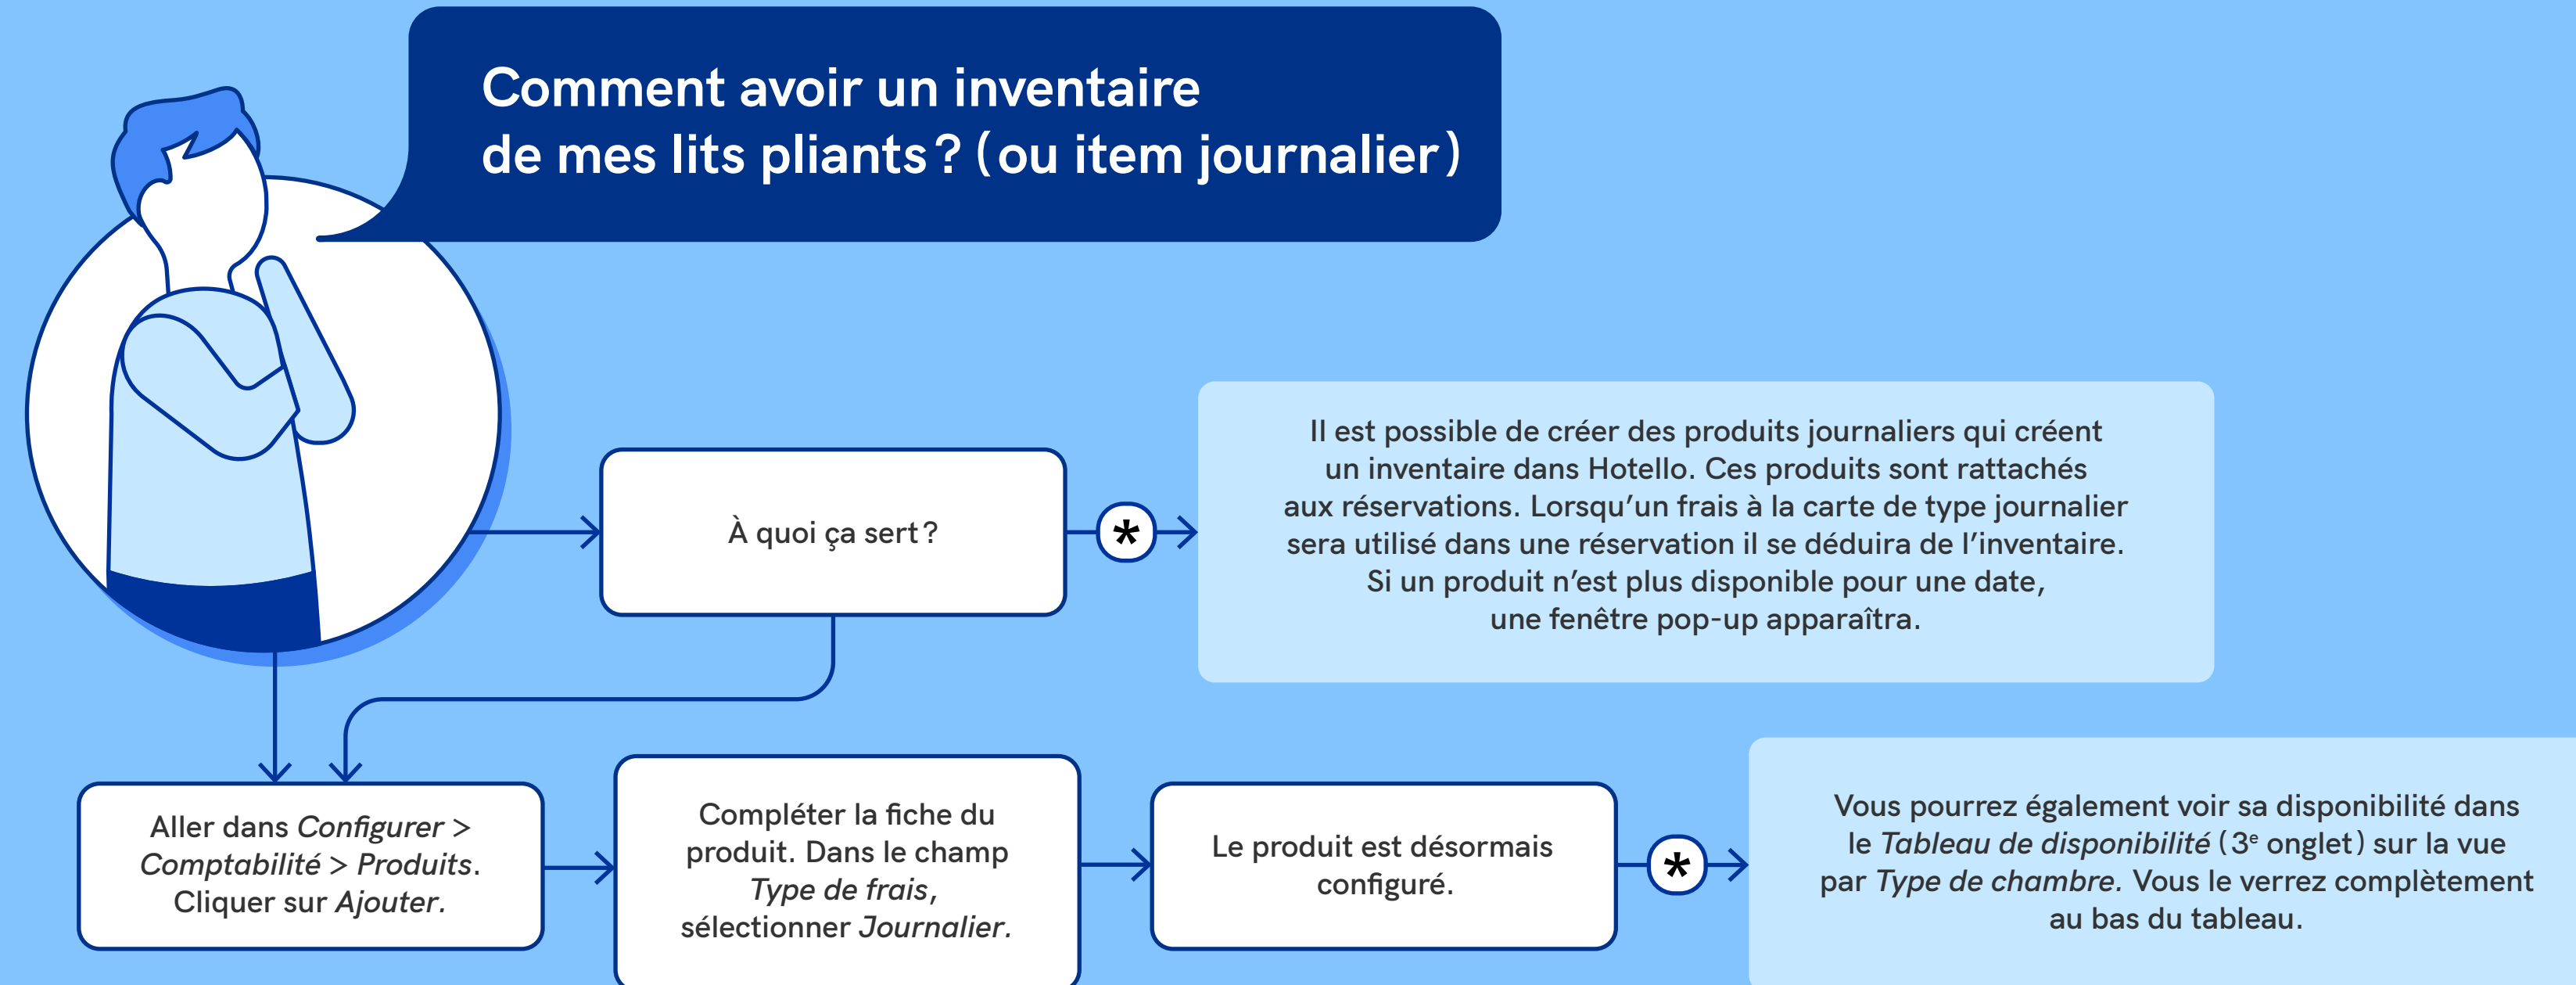 Comment avoir un inventaire
de mes lits pliants ? (ou item journalier)
À quoi ça sert ?
*
Il est possible de créer des produits journaliers qui créent
un inventaire dans Hotello. Ces produits sont rattachés
aux réservations. Lorsqu’un frais à la carte de type journalier
sera utilisé dans une réservation il se déduira de l’inventaire.
Si un produit n’est plus disponible pour une date,
une fenêtre pop-up apparaîtra.
Aller dans Configurer >
Comptabilité > Produits.
Cliquer sur Ajouter.
Compléter la fiche du
produit. Dans le champ
Type de frais,
sélectionner Journalier.
Le produit est désormais
configuré.
*
Vous pourrez également voir sa disponibilité dans
le Tableau de disponibilité (3e onglet) sur la vue
par Type de chambre. Vous le verrez complètement
au bas du tableau.